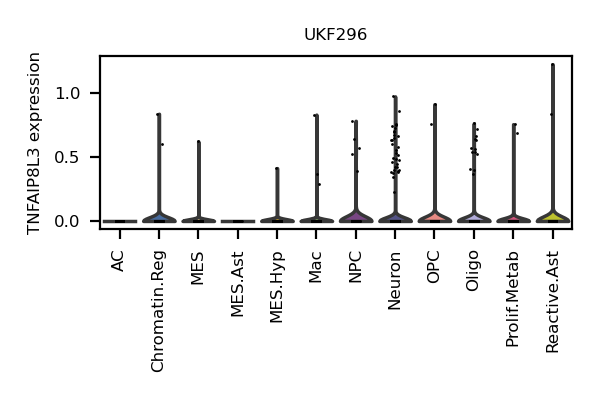 UKF296
TNFAIP8L3 expression
1.0
0.5
0.0
AC
Chromatin.Reg
MES
MES.Ast
MES.Hyp
Mac
NPC
Neuron
OPC
Oligo
Prolif.Metab
Reactive.Ast